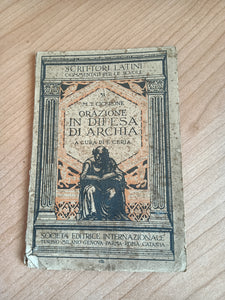 SCRITTORI LATINI
COMMENTATI PER LE SCUOLE
M. T. CICERONE
ORAZIONE
IN DIFESA
DI ARCHIA
A CURA DI E. CERIA
SOCIETÀ EDITRICE INTERNAZIONALE
TORINO · MILANO · GENOVA · PARMA · ROMA · CATANIA